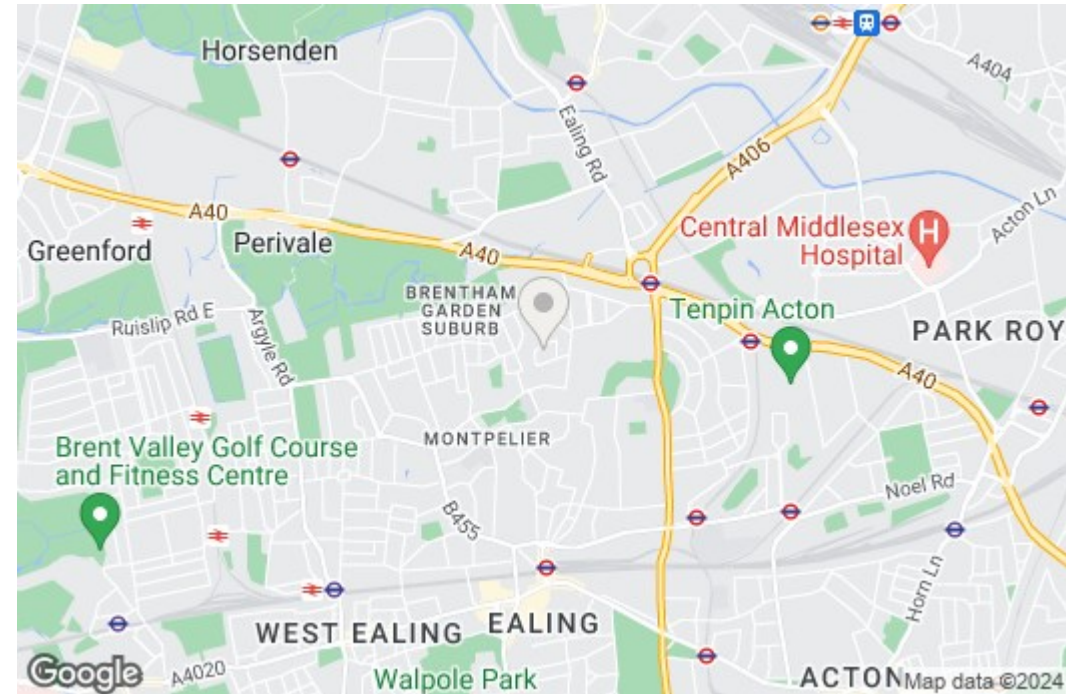 Horsenden
A404
Ealing Rd
A406
Acton Ln
A40
Central Middlesex
Hospital
H
Greenford
Perivale
A40
BRENTHAM
GARDEN
SUBURB
Tenpin Acton
Ruislip Rd E
Argyle Rd
PARK ROY
A40
MONTPELIER
Brent Valley Golf Course
and Fitness Centre
B455
Noel Rd
Horn Ln
WEST EALING
EALING
Google
A4020
Walpole Park
ACTON
Map data ©2024